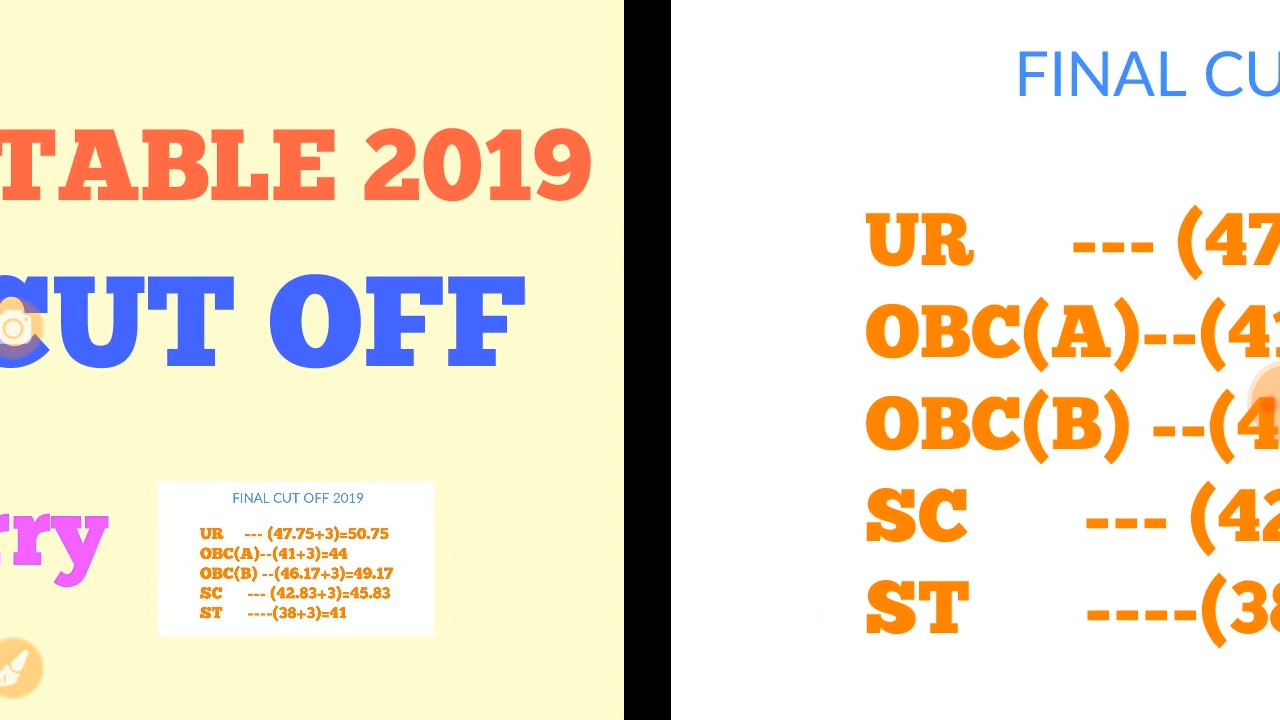 TABLE 2019
CUT OFF
rry
FINAL CUT OFF 2019
UR --- (47.75+3)=50.75
OBC(A)--(41+3)=44
OBC(B) --(46.17+3)=49.17
SC --- (42.83+3)=45.83
ST ----(38+3)=41
FINAL CU
UR --- (47
OBC(A)--(41
OBC(B) --(4
SC --- (42
ST ----(38